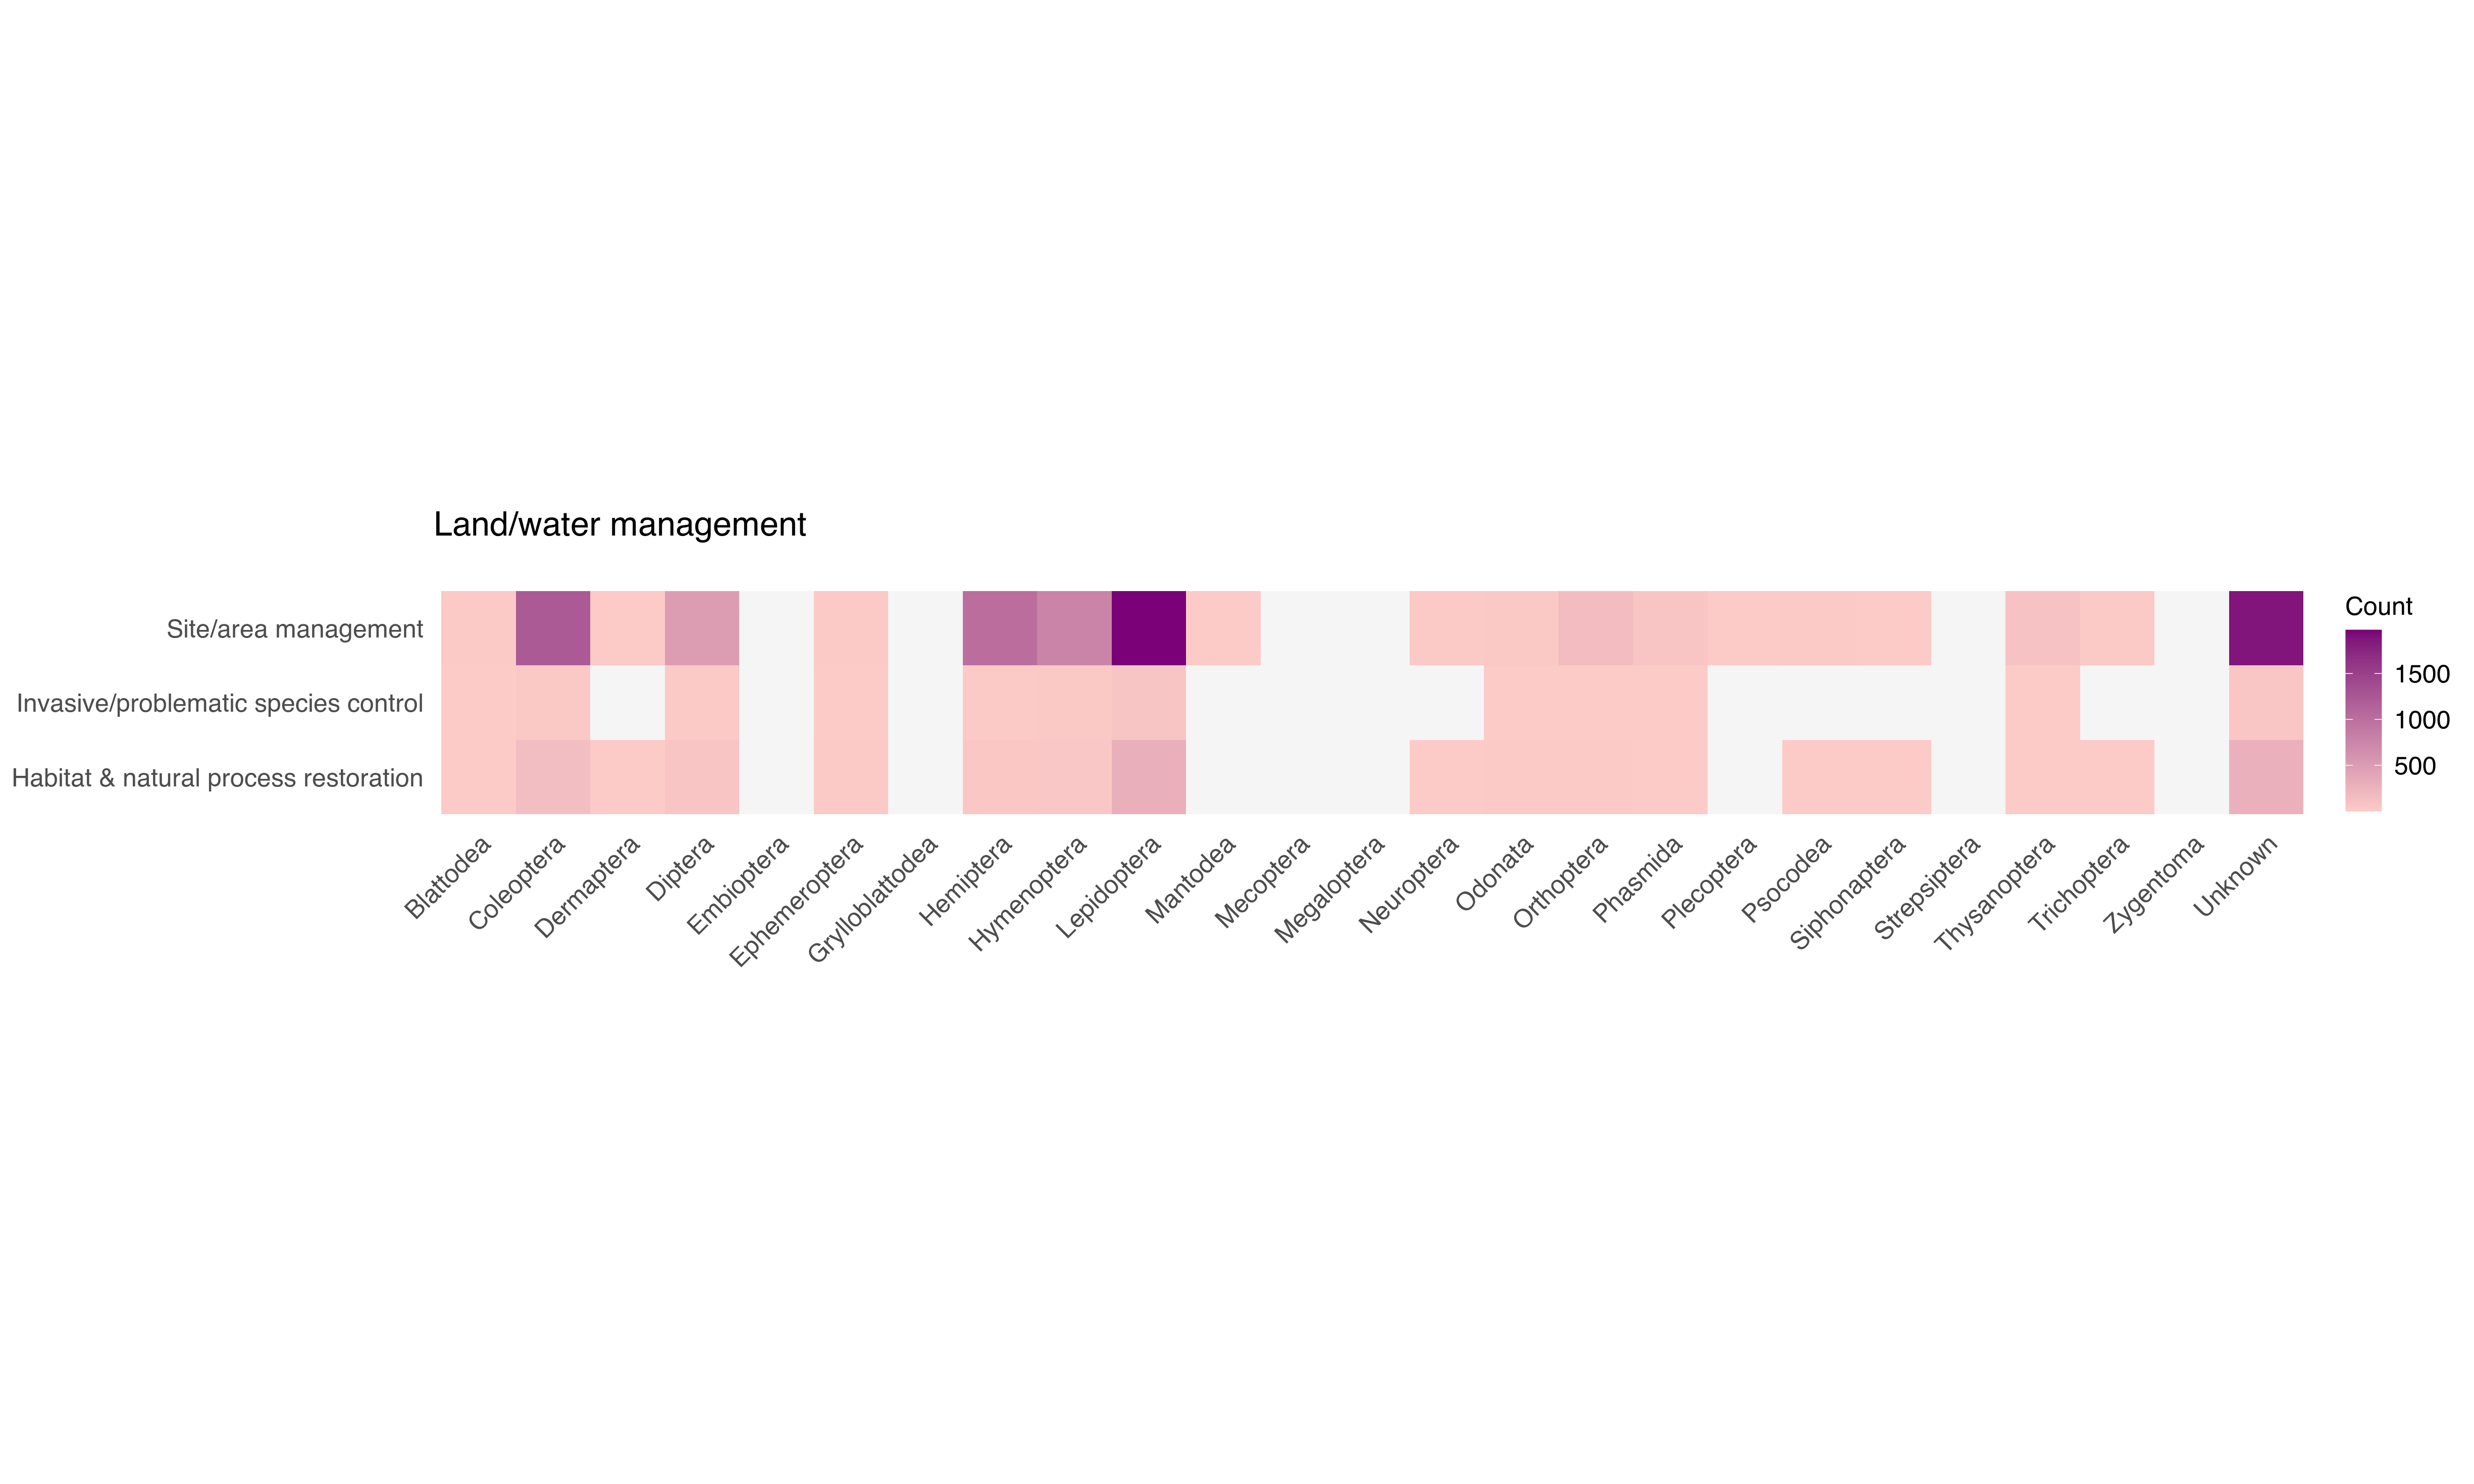 Land/water management
Site/area management
Invasive/problematic species control
Habitat & natural process restoration
Blattodea
Coleoptera
Dermaptera
Diptera
Embioptera
Ephemeroptera
Grylloblattodea
Hemiptera
Hymenoptera
Lepidoptera
Mantodea
Mecoptera
Megaloptera
Neuroptera
Odonata
Orthoptera
Phasmida
Plecoptera
Psocodea
Siphonaptera
Strepsiptera
Thysanoptera
Trichoptera
Zygentoma
Unknown
Count
1500
1000
500